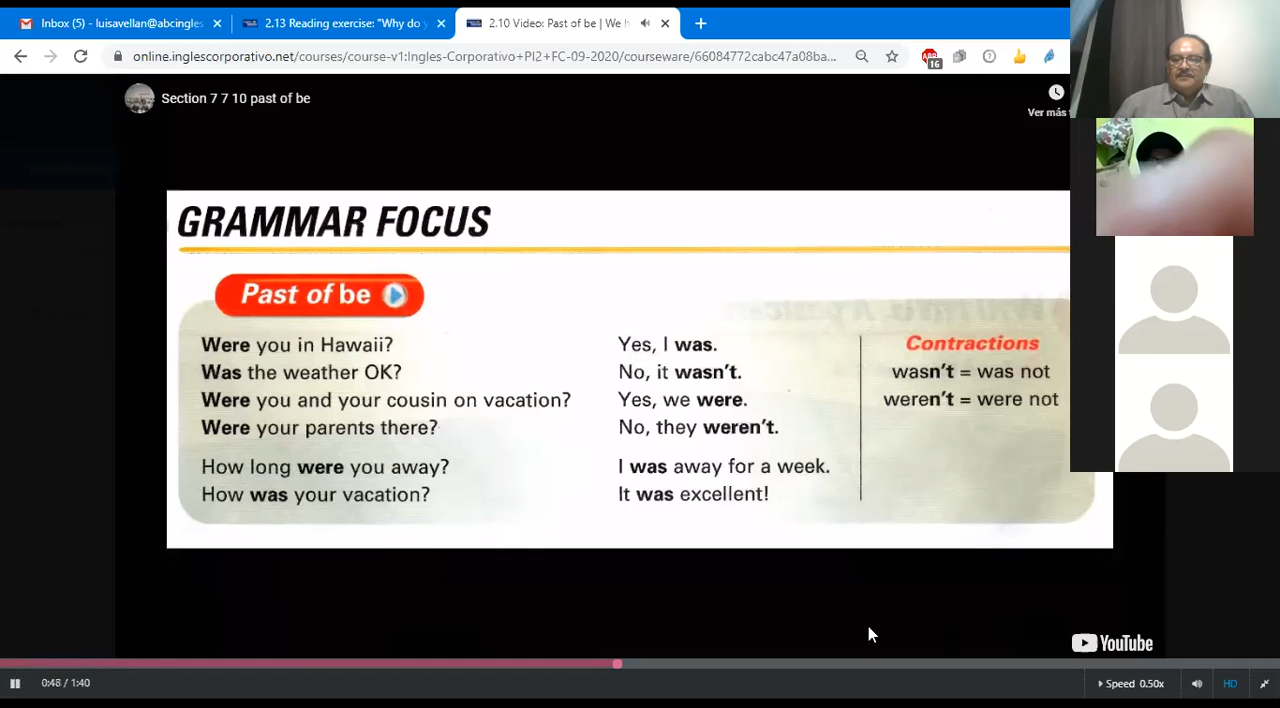 Inbox (5) - luisavellan@abcingles
2.13 Reading exercise: "Why do y
2.10 Video: Past of be | We h
online.inglescorporativo.net/courses/course-v1:Ingles-Corporativo+PI2+FC-09-2020/courseware/66084772cabc47a08ba...
16
Section 7 7 10 past of be
Ver más
GRAMMAR FOCUS
Past of be
Were you in Hawaii? Yes, I was.
Was the weather OK? No, it wasn't.
Were you and your cousin on vacation? Yes, we were.
Were your parents there? No, they weren't.
How long were you away? I was away for a week.
How was your vacation? It was excellent!
Contractions
wasn't = was not
weren't = were not
YouTube
0:48 / 1:40
Speed 0.50x
HD